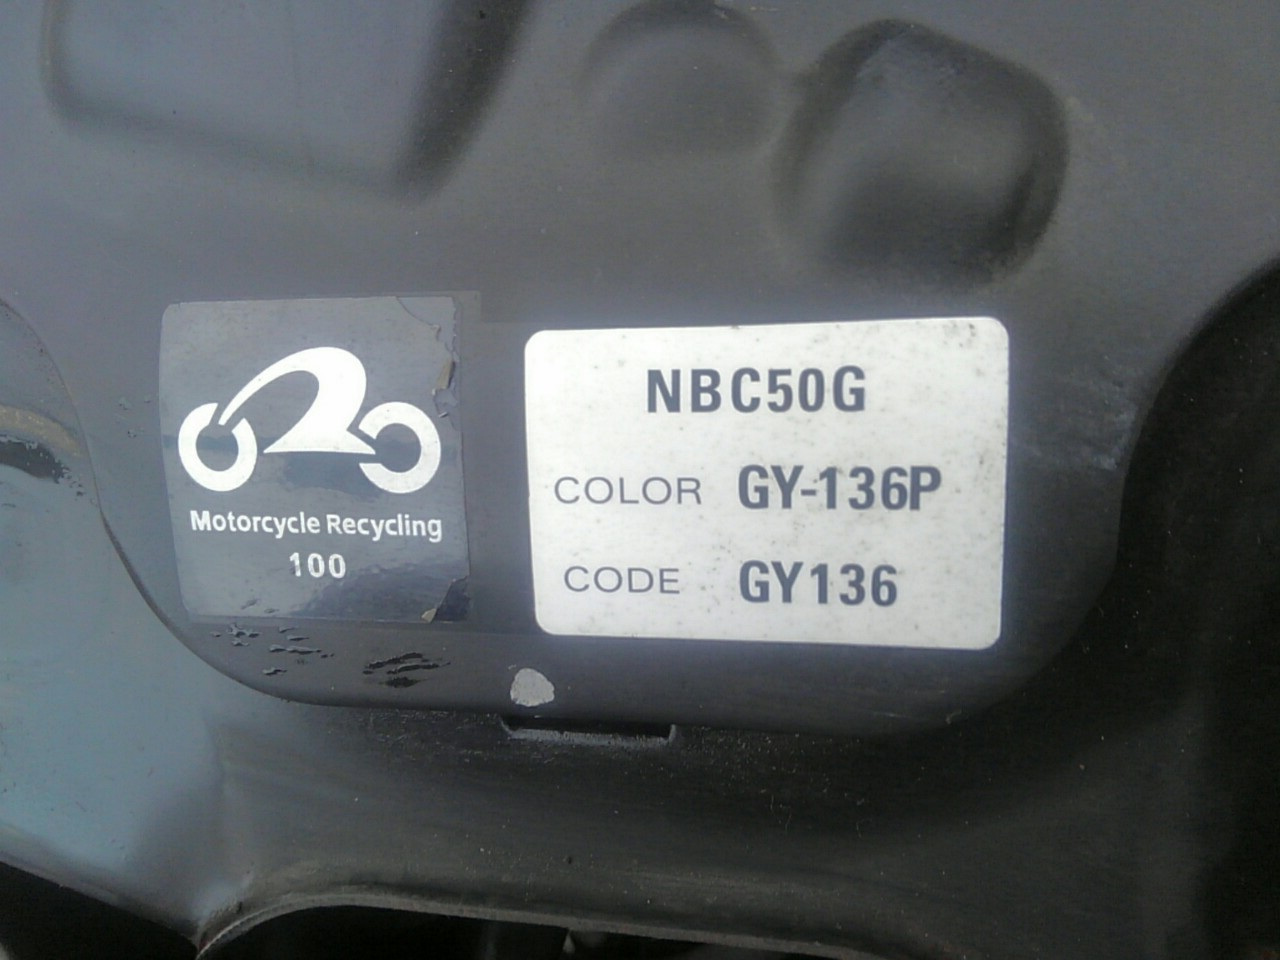 Motorcycle Recycling
100
NBC50G
COLOR GY-136P
CODE GY136